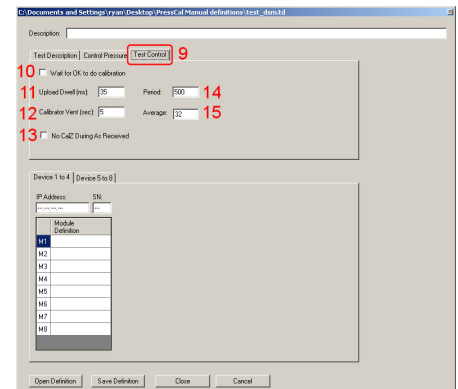 C:\Documents and Settings\ryan\Desktop\PressCal Manual definitions\test_dsm.td
Description:
Test Description Control Pressure Test Control 9
10 Wait for OK to do calibration
11 Upload Dwell (ms): 35 Period: 500 14
12 Calibrator Vent (sec): 5 Average: 32 15
13 No CalZ During As Received
Device 1 to 4 Device 5 to 8
IP Address: SN:
---.---.---.--- ---
Module
Definition
M1
M2
M3
M4
M5
M6
M7
M8
Open Definition Save Definition Close Cancel